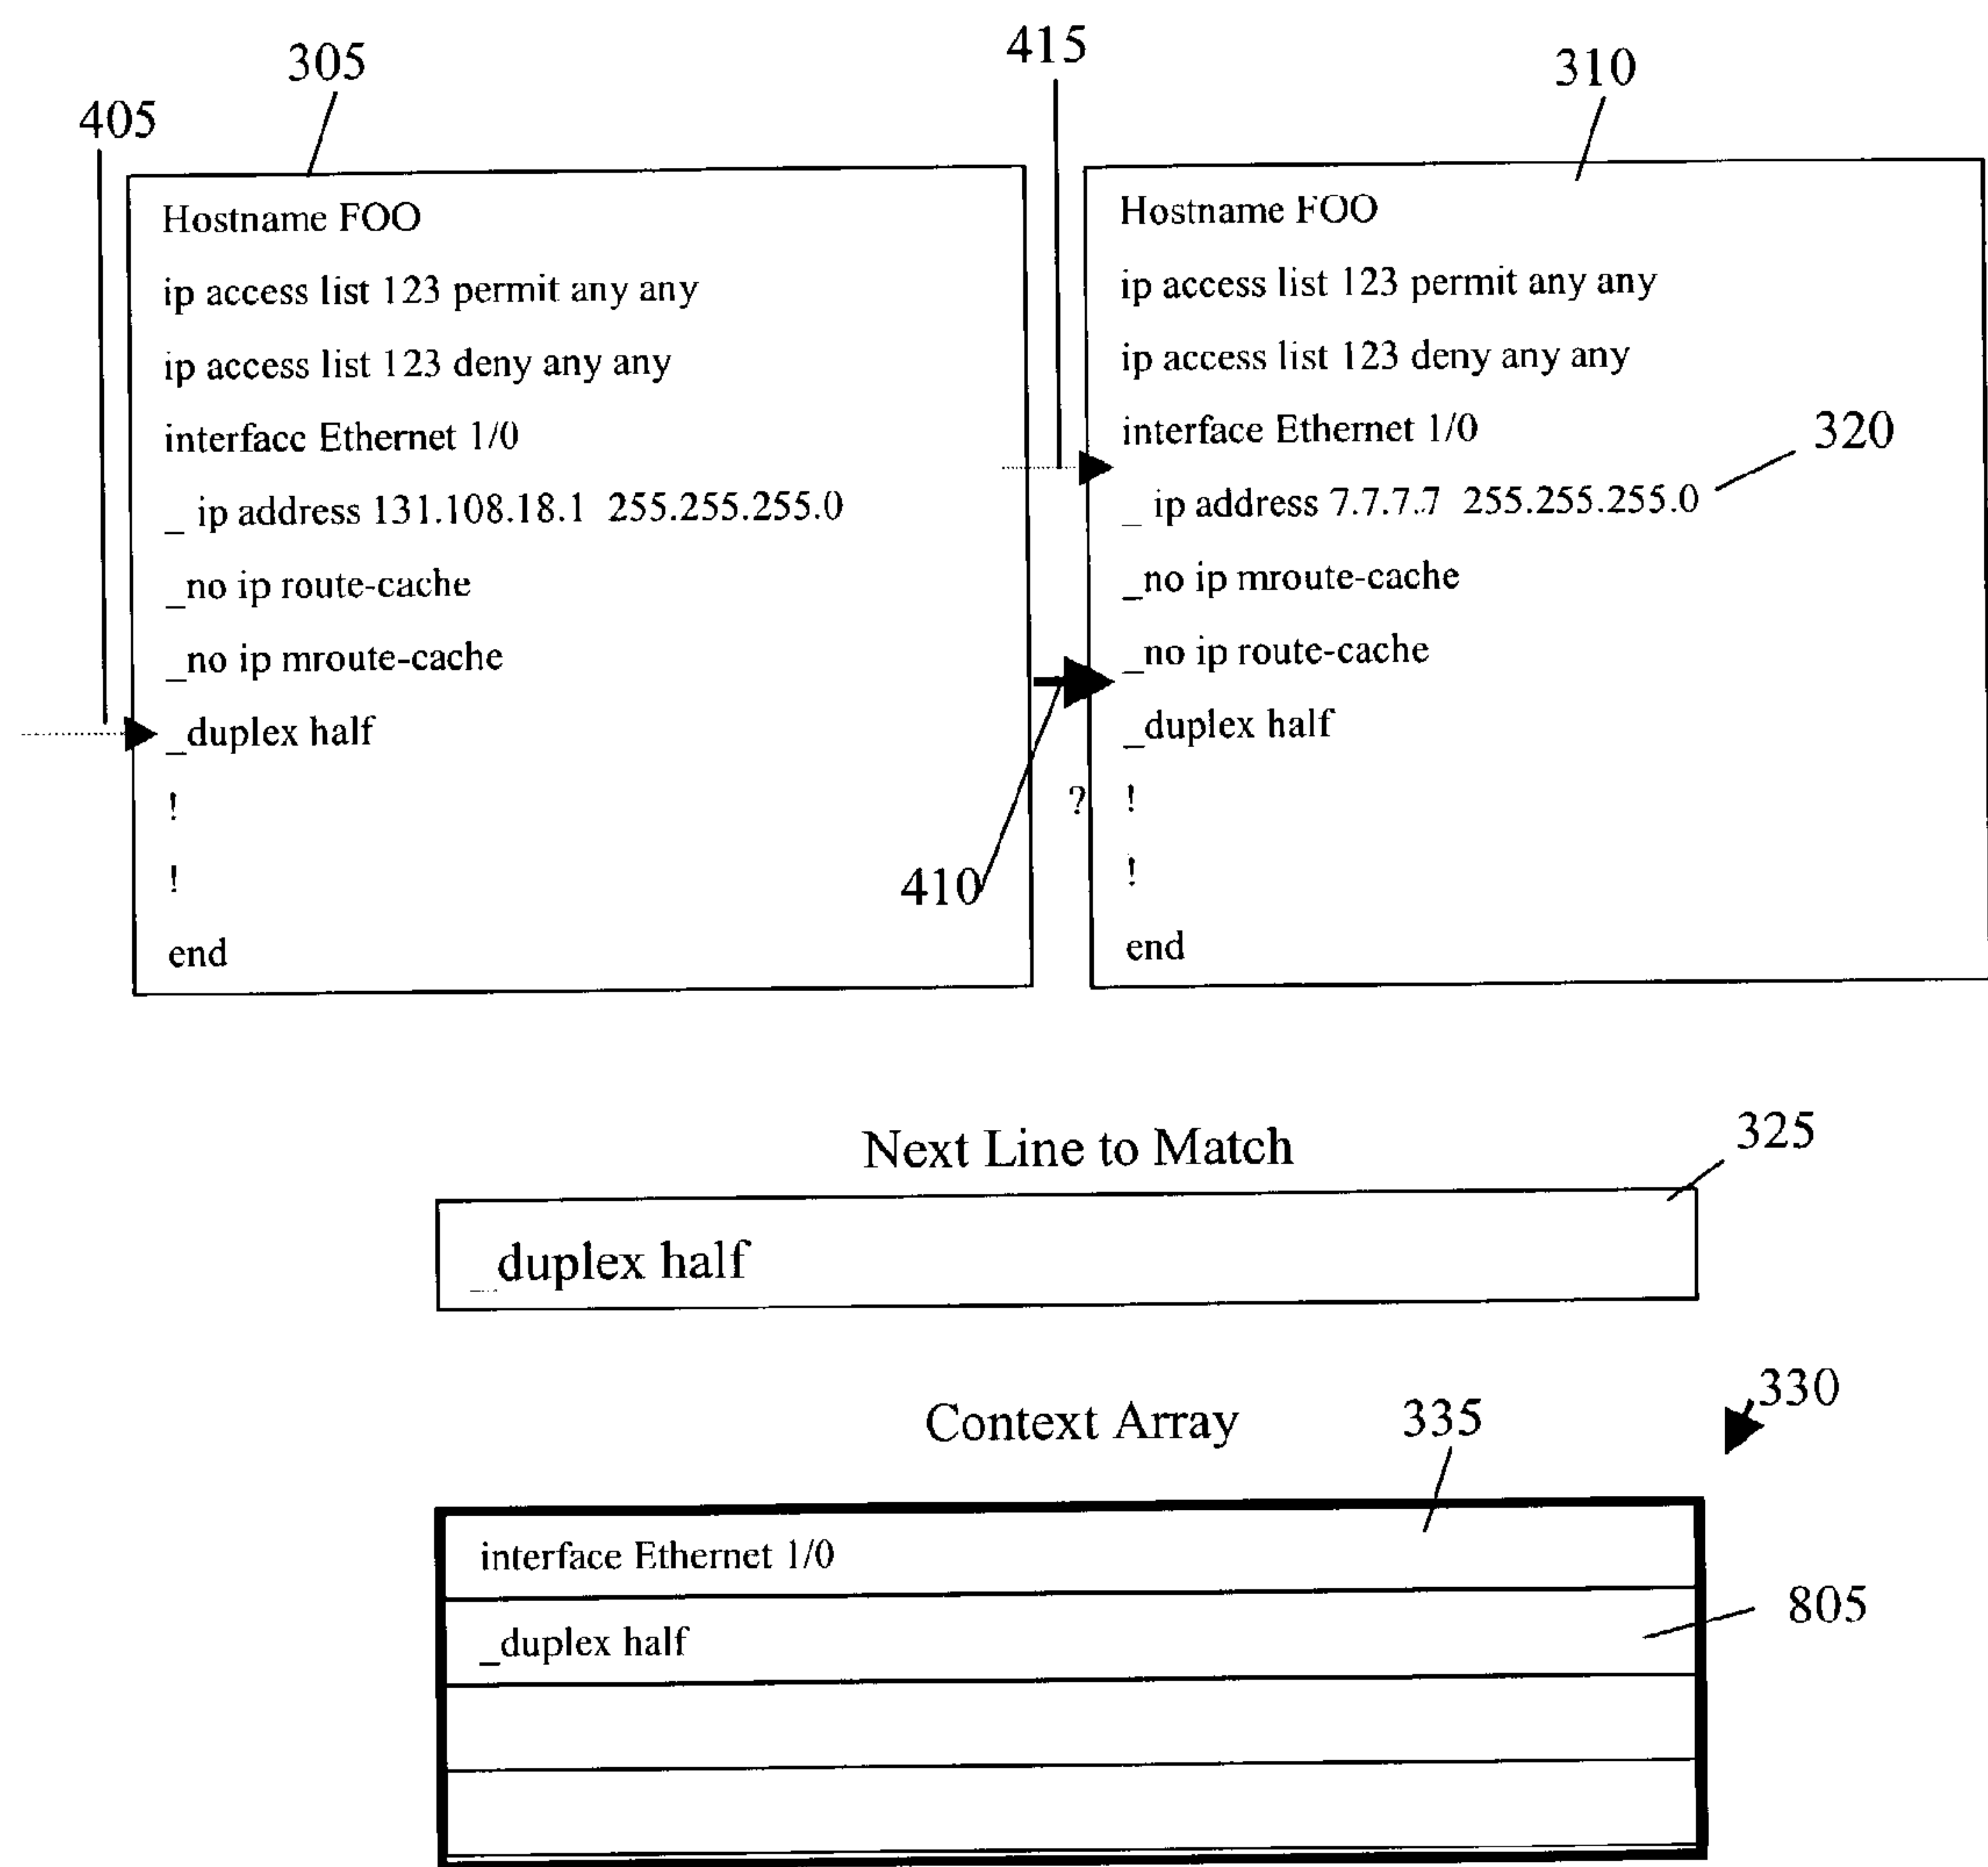 305
415
310
405
Hostname FOO
ip access list 123 permit any any
ip access list 123 deny any any
interface Ethernet 1/0
_ ip address 131.108.18.1 255.255.255.0
_no ip route-cache
_no ip mroute-cache
_duplex half
!
!
end
Hostname FOO
ip access list 123 permit any any
ip access list 123 deny any any
interface Ethernet 1/0
_ ip address 7.7.7.7 255.255.255.0
_no ip mroute-cache
_no ip route-cache
_duplex half
? !
!
end
320
410
Next Line to Match
325
_duplex half
Context Array
335
330
interface Ethernet 1/0
_duplex half
805